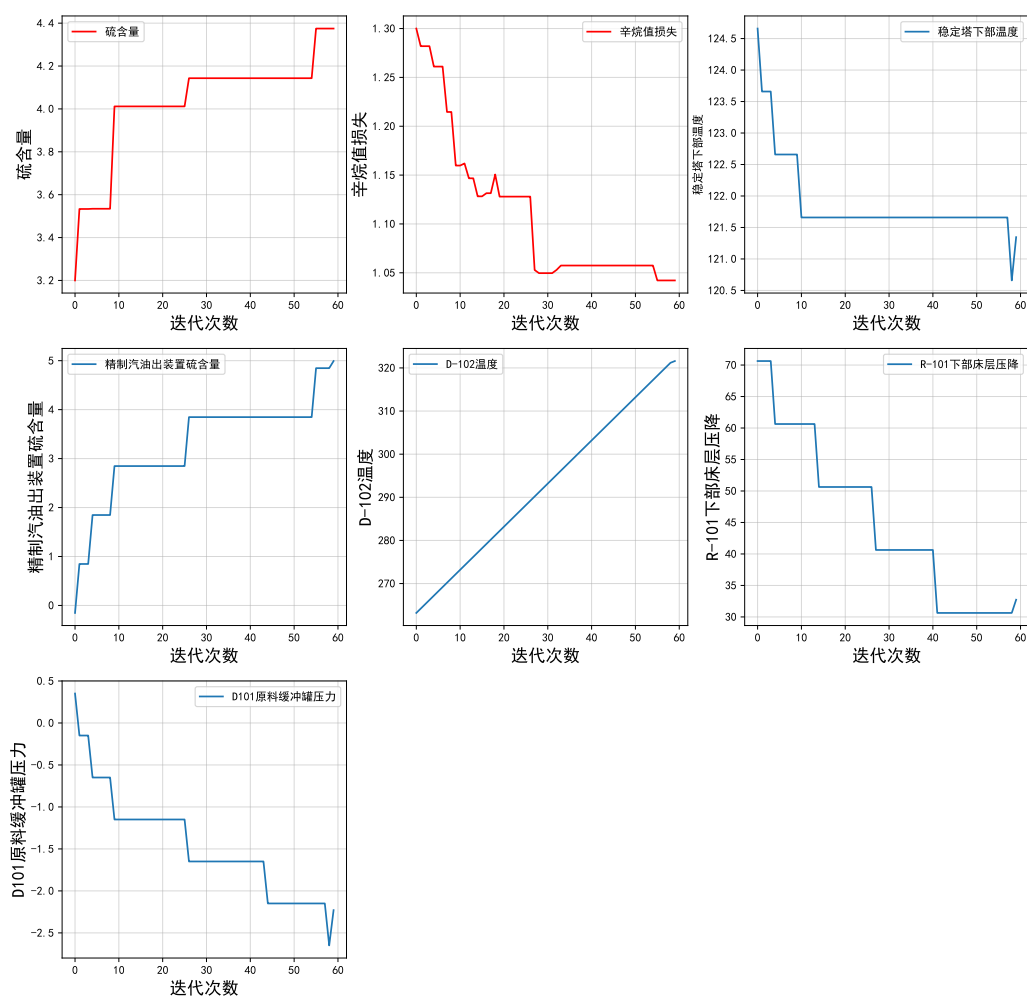 硫含量
4.4
4.2
4.0
3.8
3.6
3.4
3.2
硫含量
0 10 20 30 40 50 60
迭代次数
辛烷值损失
1.30
1.25
1.20
1.15
1.10
1.05
辛烷值损失
0 10 20 30 40 50 60
迭代次数
稳定塔下部温度
124.5
124.0
123.5
123.0
122.5
122.0
121.5
121.0
120.5
稳定塔下部温度
0 10 20 30 40 50 60
迭代次数
精制汽油出装置硫含量
5
4
3
2
1
0
精制汽油出装置硫含量
0 10 20 30 40 50 60
迭代次数
D-102温度
320
310
300
290
280
270
D-102温度
0 10 20 30 40 50 60
迭代次数
R-101下部床层压降
70
65
60
55
50
45
40
35
30
R-101下部床层压降
0 10 20 30 40 50 60
迭代次数
D101原料缓冲罐压力
0.5
0.0
-0.5
-1.0
-1.5
-2.0
-2.5
D101原料缓冲罐压力
0 10 20 30 40 50 60
迭代次数